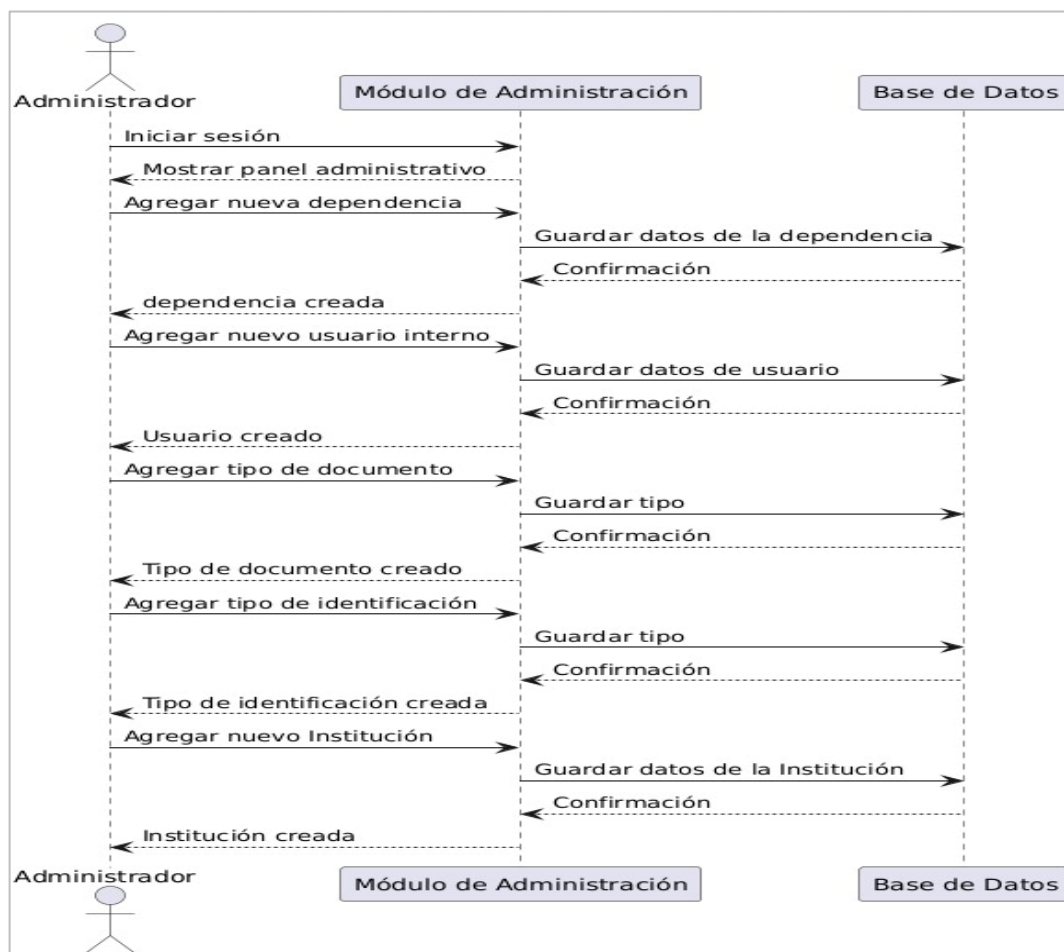 Administrador
Módulo de Administración
Base de Datos
Iniciar sesión
Mostrar panel administrativo
Agregar nueva dependencia
Guardar datos de la dependencia
Confirmación
dependencia creada
Agregar nuevo usuario interno
Guardar datos de usuario
Confirmación
Usuario creado
Agregar tipo de documento
Guardar tipo
Confirmación
Tipo de documento creado
Agregar tipo de identificación
Guardar tipo
Confirmación
Tipo de identificación creada
Agregar nuevo Institución
Guardar datos de la Institución
Confirmación
Institución creada
Administrador
Módulo de Administración
Base de Datos